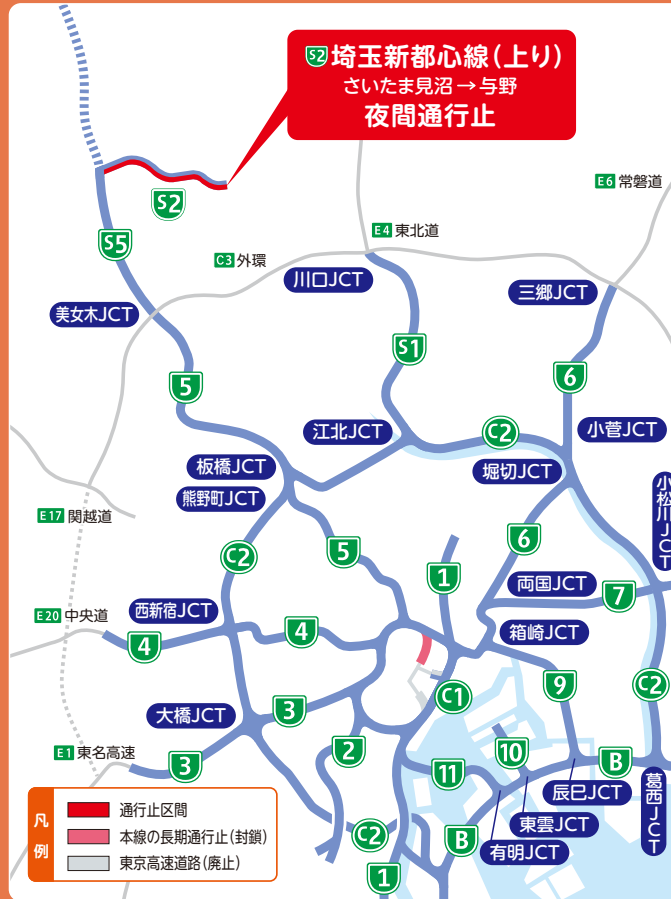 S2 埼玉新都心線(上り)
さいたま見沼→与野
夜間通行止
E6 常磐道
S2
E4 東北道
S5
C3 外環
川口JCT
三郷JCT
美女木JCT
S1
6
5
江北JCT
C2
小菅JCT
板橋JCT
堀切JCT
熊野町JCT
小松川JCT
E17 関越道
6
C2
5
1
両国JCT
7
E20 中央道
西新宿JCT
4
4
箱崎JCT
C1
9
C2
大橋JCT
3
E1 東名高速
3
2
10
11
B
辰巳JCT
葛西JCT
東雲JCT
有明JCT
C2
B
1
凡例
通行止区間
本線の長期通行止(封鎖)
東京高速道路(廃止)